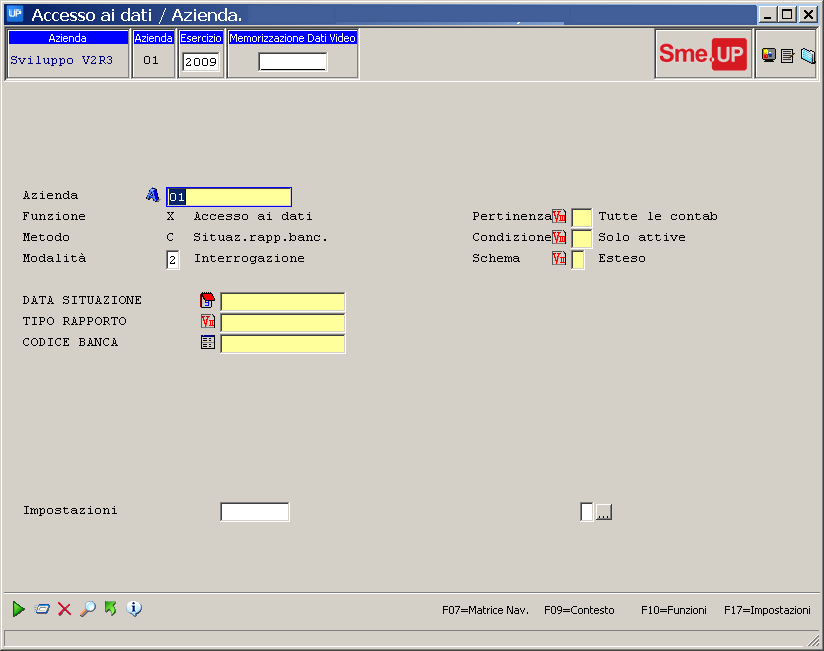 UP Accesso ai dati / Azienda.
Azienda Azienda Esercizio Memorizzazione Dati Video
Sviluppo V2R3 01 2009
Sme.UP
Azienda 01
Funzione X Accesso ai dati Pertinenza Tutte le contab
Metodo C Situaz.rapp.banc. Condizione Solo attive
Modalità 2 Interrogazione Schema Esteso
DATA SITUAZIONE
TIPO RAPPORTO
CODICE BANCA
Impostazioni ...
F07=Matrice Nav. F09=Contesto F10=Funzioni F17=Impostazioni